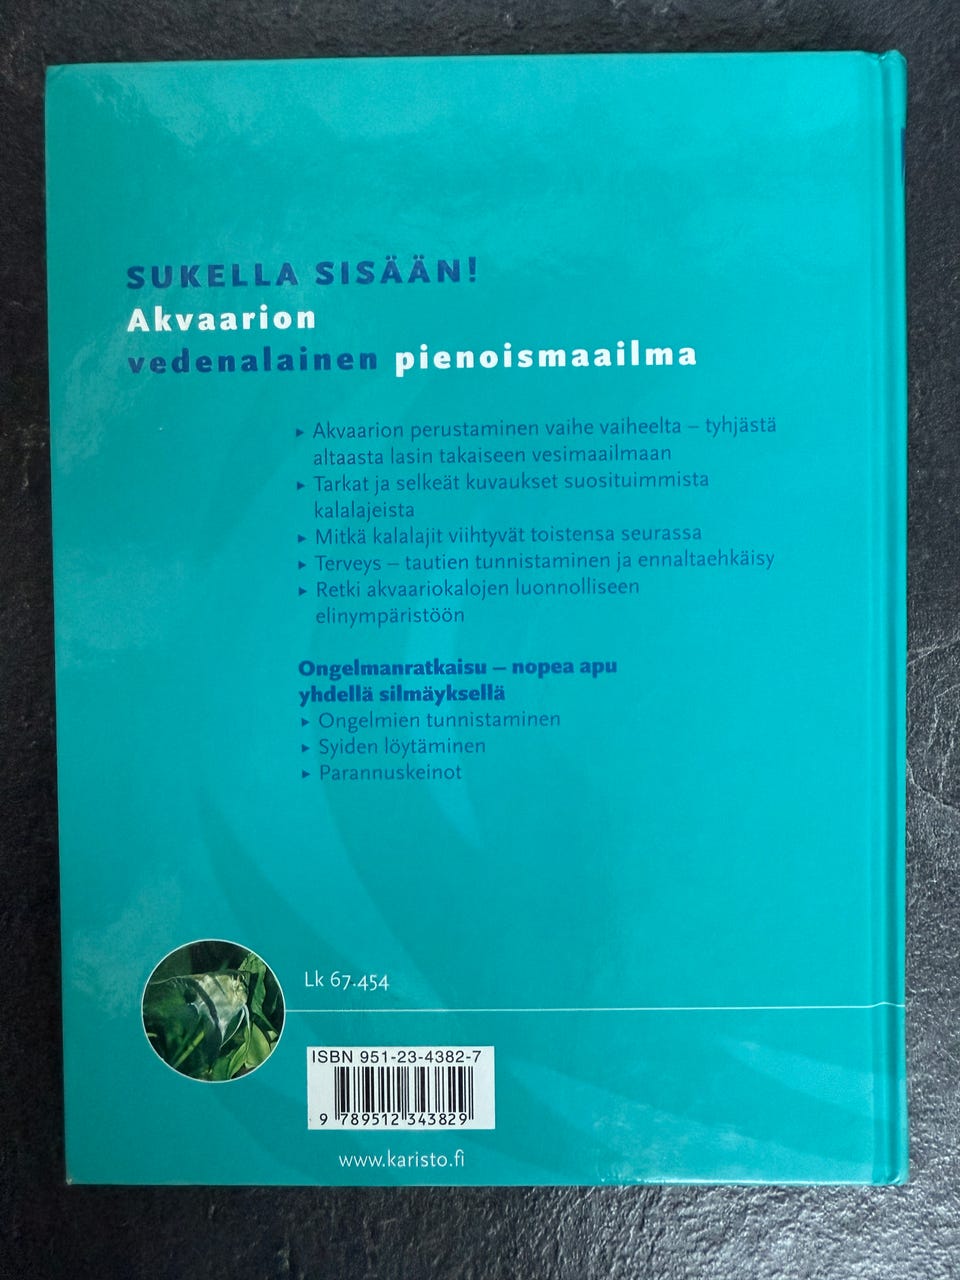 SUKELLA SISÄÄN!
Akvaarion
vedenalainen pienoismaailma
▸ Akvaarion perustaminen vaihe vaiheelta – tyhjästä
altaasta lasin takaiseen vesimaailmaan
▸ Tarkat ja selkeät kuvaukset suosituimmista
kalalajeista
▸ Mitkä kalalajit viihtyvät toistensa seurassa
▸ Terveys – tautien tunnistaminen ja ennaltaehkäisy
▸ Retki akvaariokalojen luonnolliseen
elinympäristöön
Ongelmanratkaisu – nopea apu
yhdellä silmäyksellä
▸ Ongelmien tunnistaminen
▸ Syiden löytäminen
▸ Parannuskeinot
Lk 67.454
ISBN 951-23-4382-7
9 789512 343829
www.karisto.fi